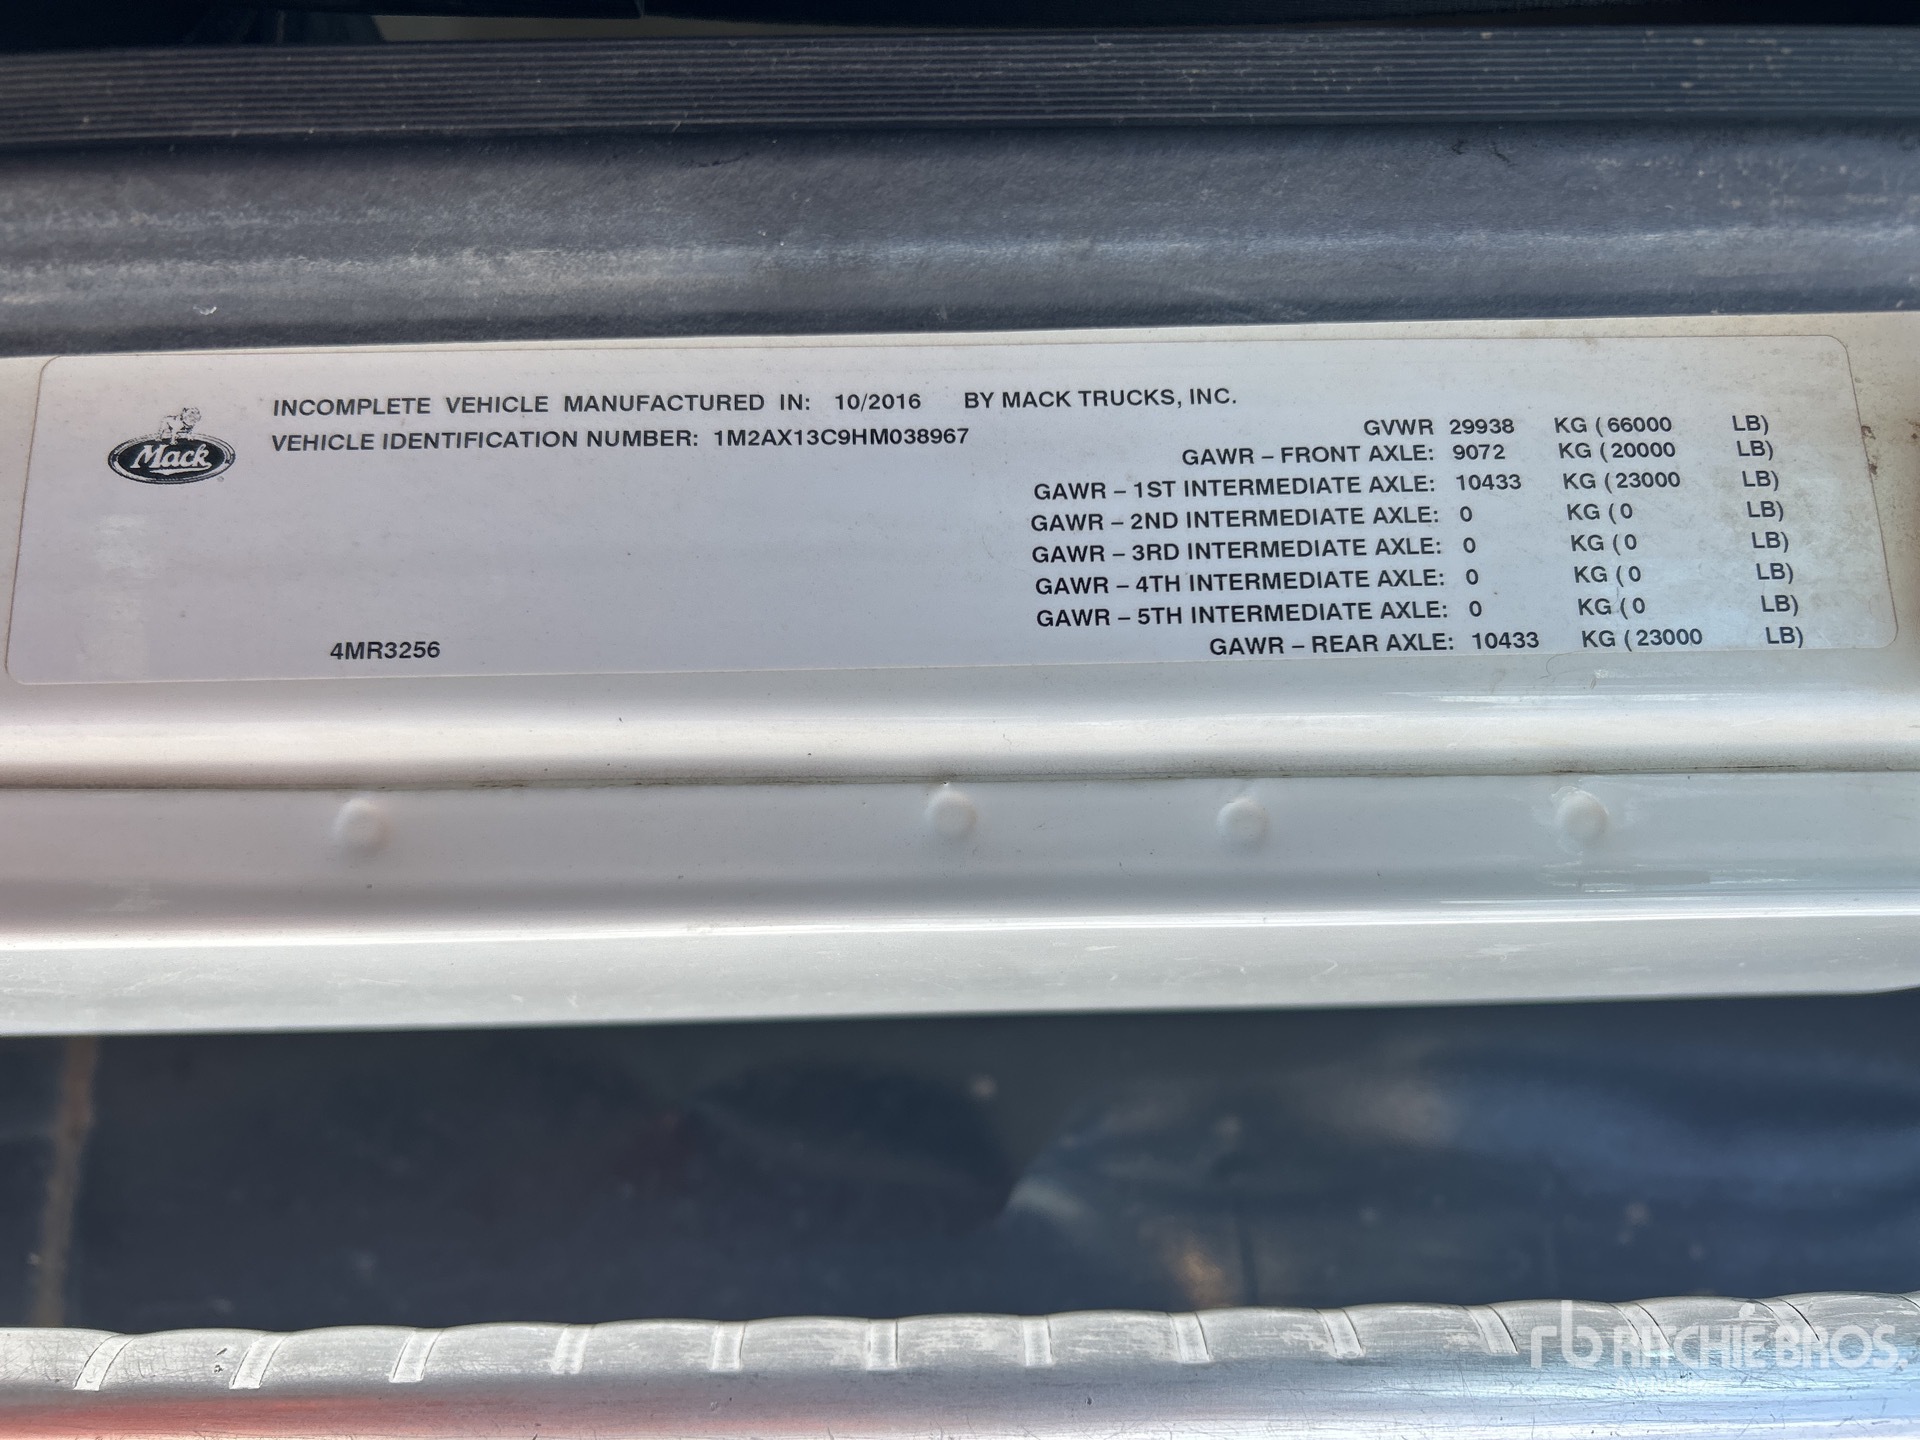 INCOMPLETE VEHICLE MANUFACTURED IN: 10/2016 BY MACK TRUCKS, INC.
VEHICLE IDENTIFICATION NUMBER: 1M2AX13C9HM038967
Mack
GVWR 29938 KG (66000 LB)
GAWR – FRONT AXLE: 9072 KG (20000 LB)
GAWR – 1ST INTERMEDIATE AXLE: 10433 KG (23000 LB)
GAWR – 2ND INTERMEDIATE AXLE: 0 KG (0 LB)
GAWR – 3RD INTERMEDIATE AXLE: 0 KG (0 LB)
GAWR – 4TH INTERMEDIATE AXLE: 0 KG (0 LB)
GAWR – 5TH INTERMEDIATE AXLE: 0 KG (0 LB)
GAWR – REAR AXLE: 10433 KG (23000 LB)
4MR3256
rb RITCHIE BROS.